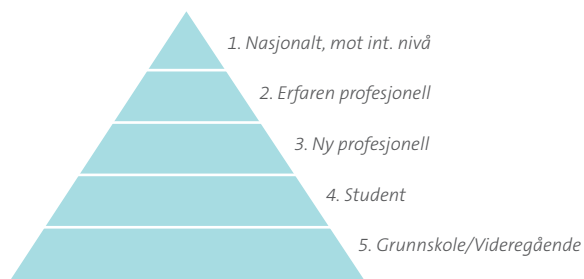 1. Nasjonalt, mot int. nivå
2. Erfaren profesjonell
3. Ny profesjonell
4. Student
5. Grunnskole/Videregående